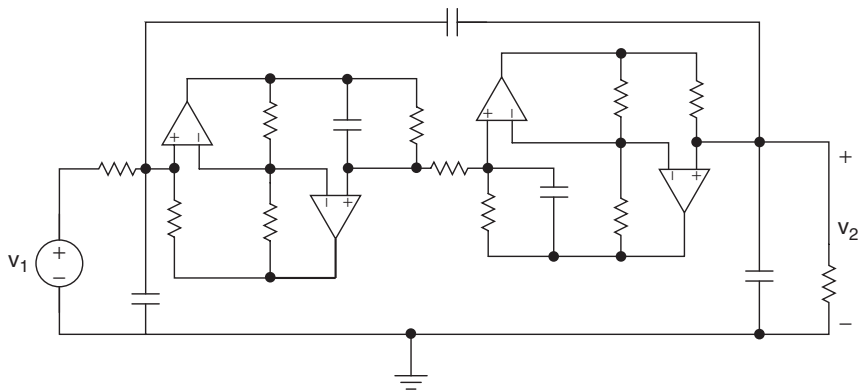 + − + − + − + −
+
v₂
−
v₁
+
−